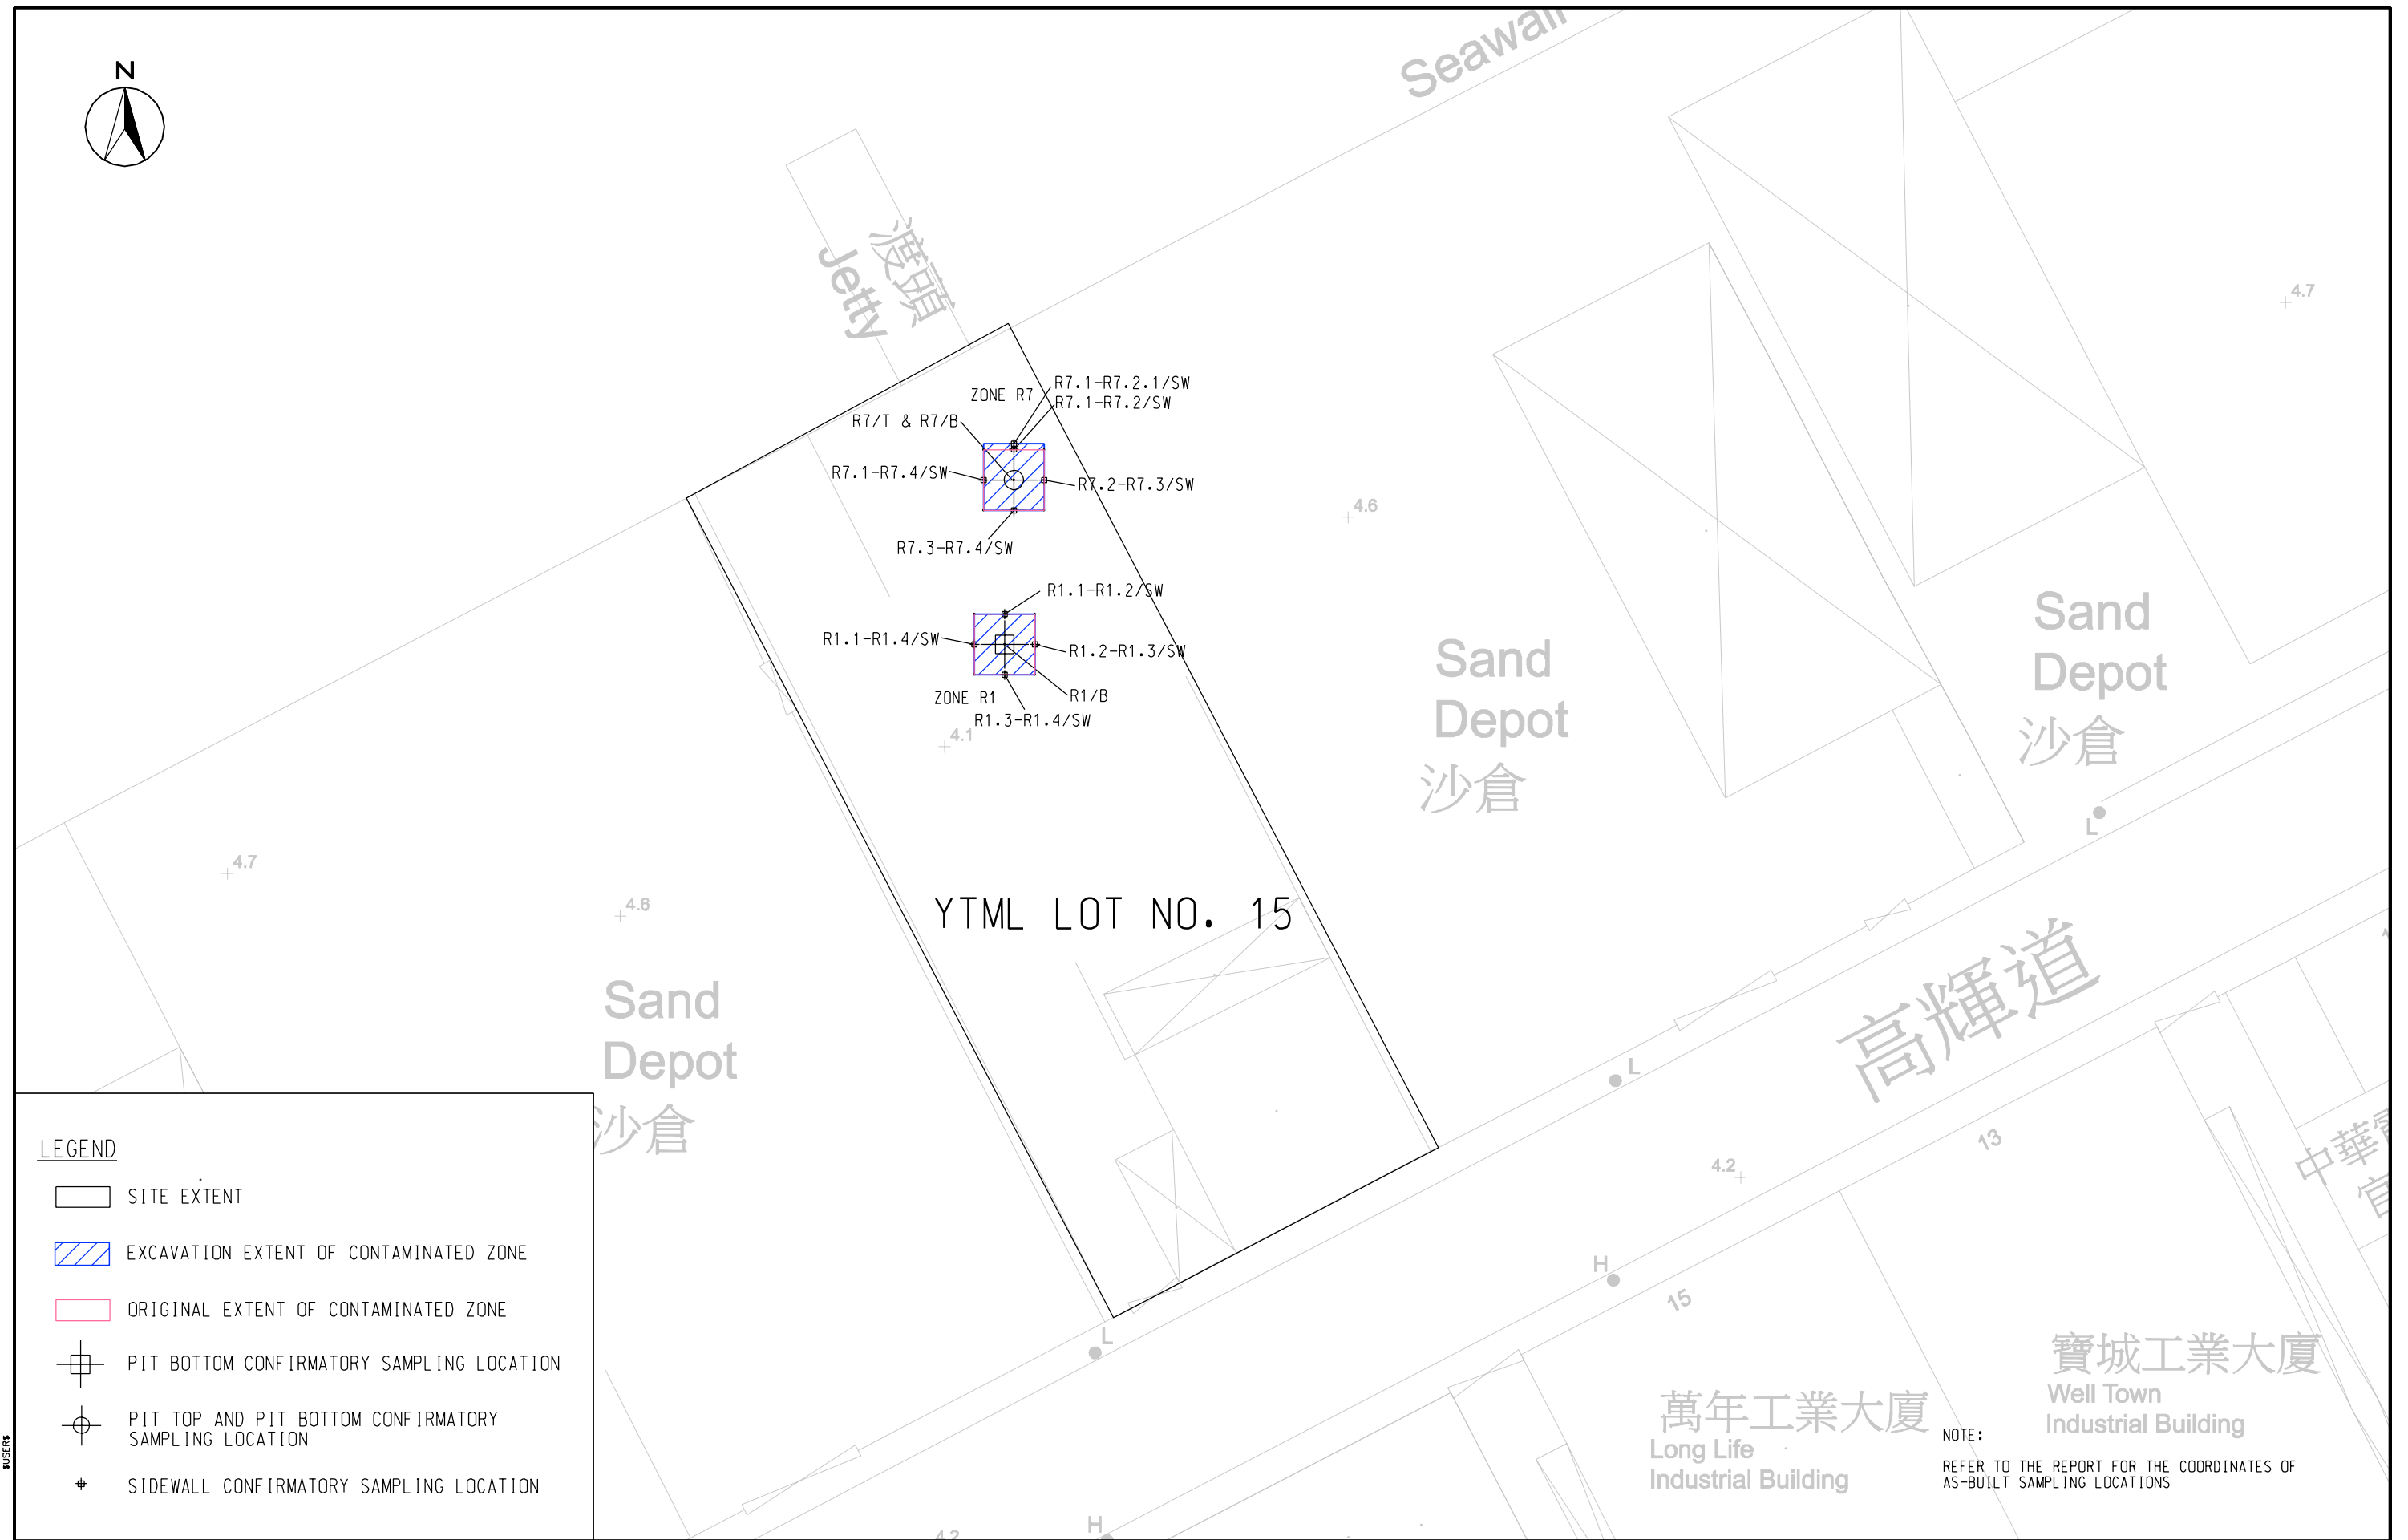 N
Seawall
渡頭
Jetty
4.7
ZONE R7
R7.1-R7.2.1/SW
R7.1-R7.2/SW
R7/T & R7/B
R7.1-R7.4/SW
R7.2-R7.3/SW
R7.3-R7.4/SW
4.6
R1.1-R1.2/SW
R1.1-R1.4/SW
R1.2-R1.3/SW
R1/B
ZONE R1
R1.3-R1.4/SW
4.1
Sand
Depot
沙倉
Sand
Depot
沙倉
L
4.7
4.6
YTML LOT NO. 15
Sand
Depot
沙倉
高輝道
L
13
4.2
中華
H
15
L
LEGEND
SITE EXTENT
EXCAVATION EXTENT OF CONTAMINATED ZONE
ORIGINAL EXTENT OF CONTAMINATED ZONE
PIT BOTTOM CONFIRMATORY SAMPLING LOCATION
PIT TOP AND PIT BOTTOM CONFIRMATORY
SAMPLING LOCATION
SIDEWALL CONFIRMATORY SAMPLING LOCATION
$USER$
寶城工業大廈
Well Town
Industrial Building
萬年工業大廈
Long Life
Industrial Building
NOTE:
REFER TO THE REPORT FOR THE COORDINATES OF
AS-BUILT SAMPLING LOCATIONS
4.2
H